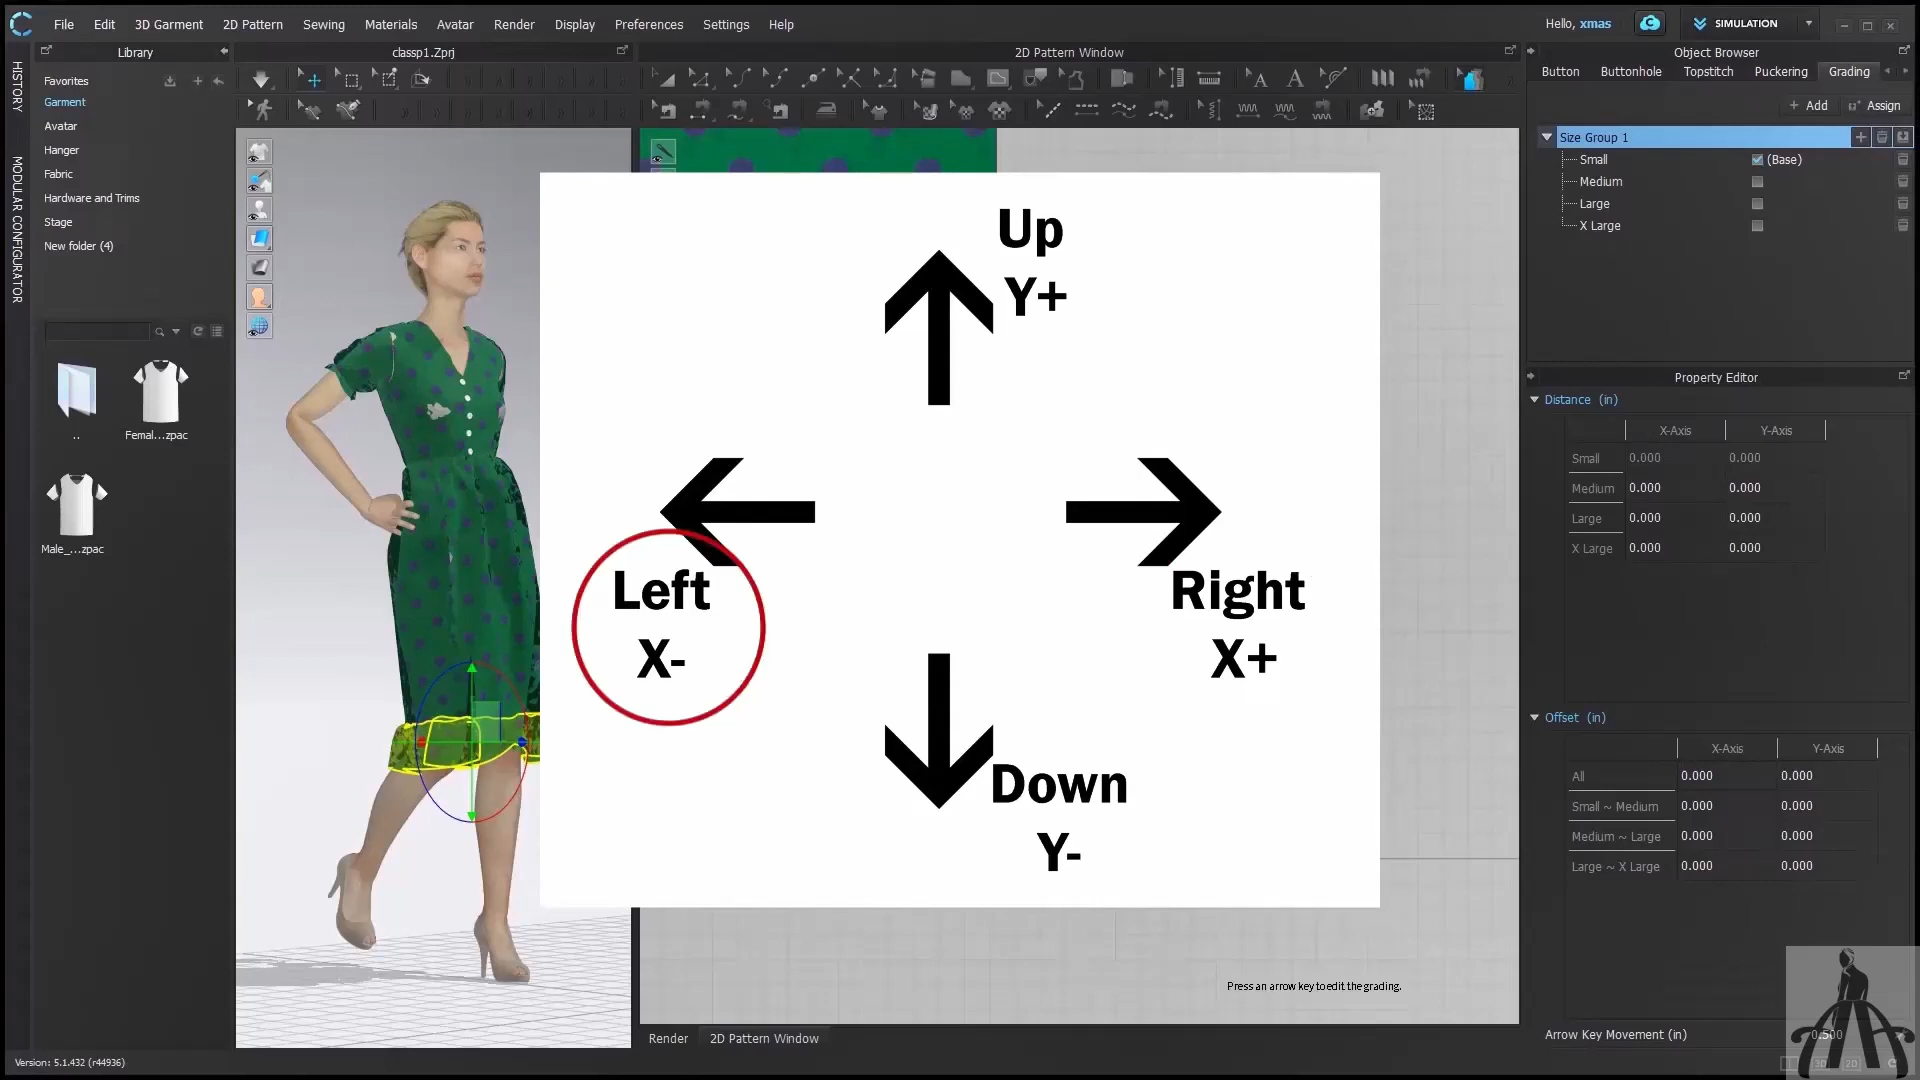 File Edit 3D Garment 2D Pattern Sewing Materials Avatar Render Display Preferences Settings Help
Hello, xmas
SIMULATION
HISTORY
MODULAR CONFIGURATOR
Library
classp1.Zprj
2D Pattern Window
Object Browser
Favorites
Garment
Avatar
Hanger
Fabric
Hardware and Trims
Stage
New folder (4)
..
Femal...zpac
Male_...zpac
Up
Y+
Left
X-
Right
X+
Down
Y-
Press an arrow key to edit the grading.
Render 2D Pattern Window
Version: 5.1.432 (r44936)
Button Buttonhole Topstitch Puckering Grading
+ Add Assign
Size Group 1
Small (Base)
Medium
Large
X Large
Property Editor
Distance (in)
X-Axis Y-Axis
Small 0.000 0.000
Medium 0.000 0.000
Large 0.000 0.000
X Large 0.000 0.000
Offset (in)
X-Axis Y-Axis
All 0.000 0.000
Small ~ Medium 0.000 0.000
Medium ~ Large 0.000 0.000
Large ~ X Large 0.000 0.000
Arrow Key Movement (in) 0.500
3D 2D